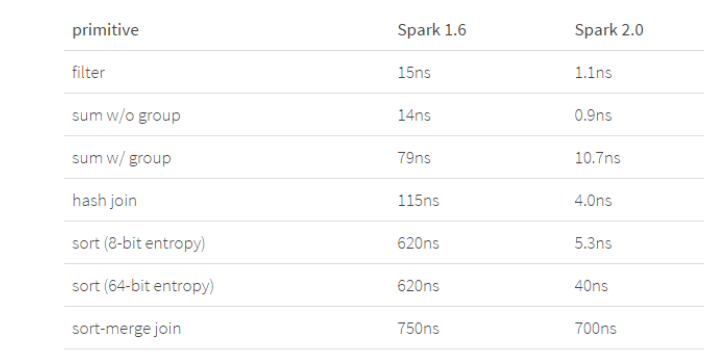 primitive Spark 1.6 Spark 2.0
filter 15ns 1.1ns
sum w/o group 14ns 0.9ns
sum w/ group 79ns 10.7ns
hash join 115ns 4.0ns
sort (8-bit entropy) 620ns 5.3ns
sort (64-bit entropy) 620ns 40ns
sort-merge join 750ns 700ns